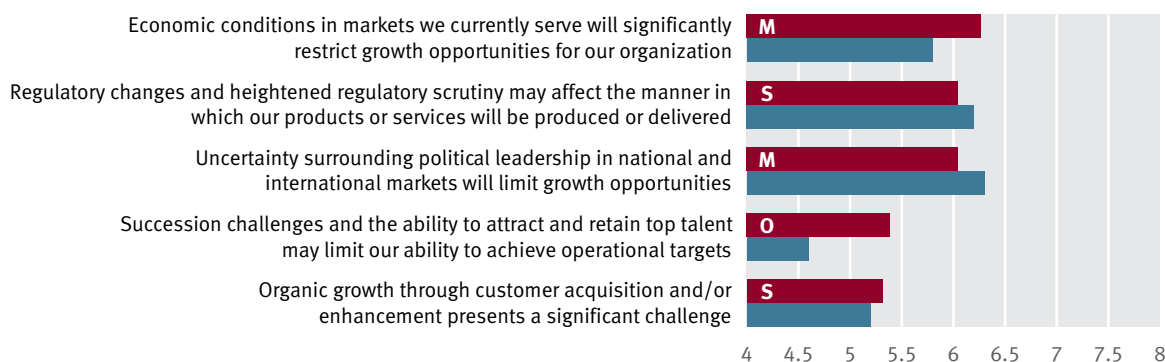 Economic conditions in markets we currently serve will significantly
restrict growth opportunities for our organization
M
Regulatory changes and heightened regulatory scrutiny may affect the manner in
which our products or services will be produced or delivered
S
Uncertainty surrounding political leadership in national and
international markets will limit growth opportunities
M
Succession challenges and the ability to attract and retain top talent
may limit our ability to achieve operational targets
O
Organic growth through customer acquisition and/or
enhancement presents a significant challenge
S
4 4.5 5 5.5 6 6.5 7 7.5 8